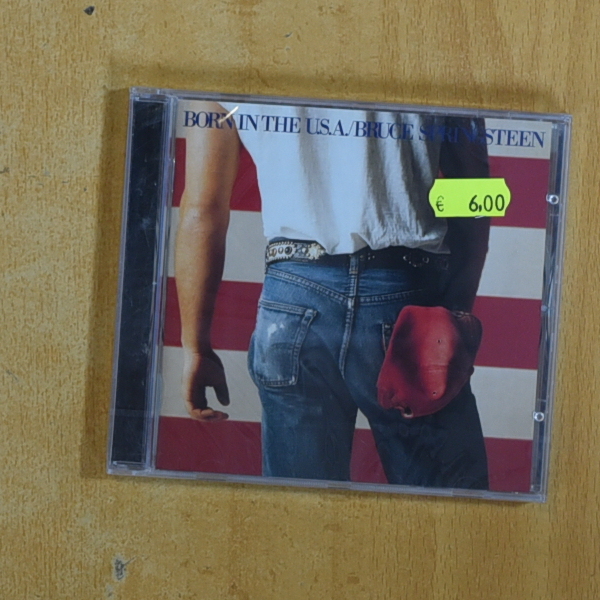 BORN IN THE U.S.A./BRUCE SPRINGSTEEN
€ 6,00